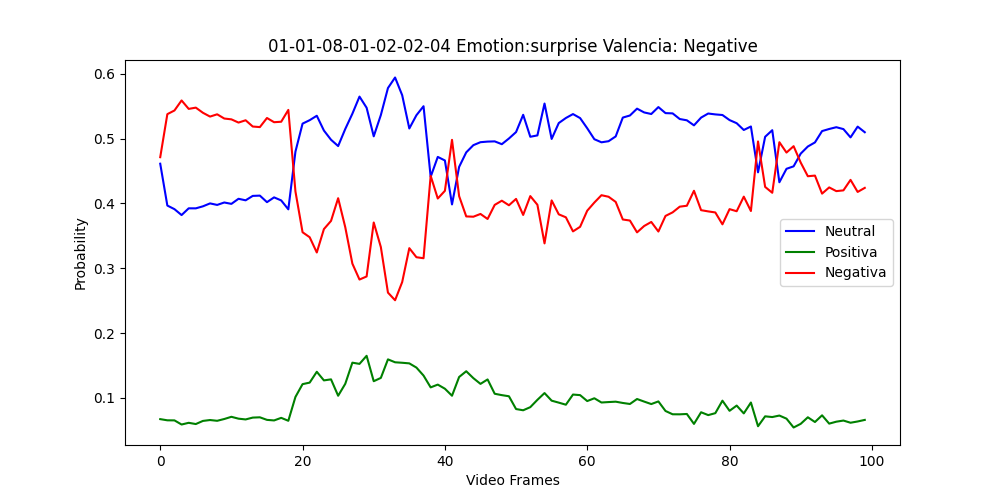 01-01-08-01-02-02-04 Emotion:surprise Valencia: Negative
0.6
0.5
0.4
0.3
0.2
0.1
Probability
Neutral
Positiva
Negativa
0 20 40 60 80 100
Video Frames